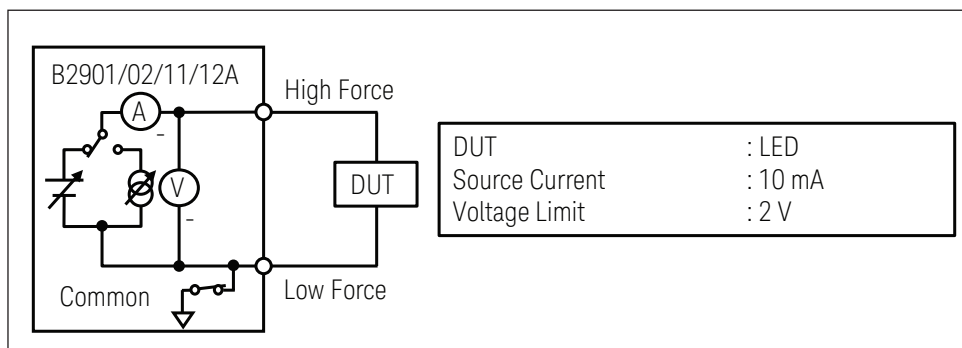 B2901/02/11/12A
A
-
High Force
V
-
DUT
Common
Low Force
DUT : LED
Source Current : 10 mA
Voltage Limit : 2 V